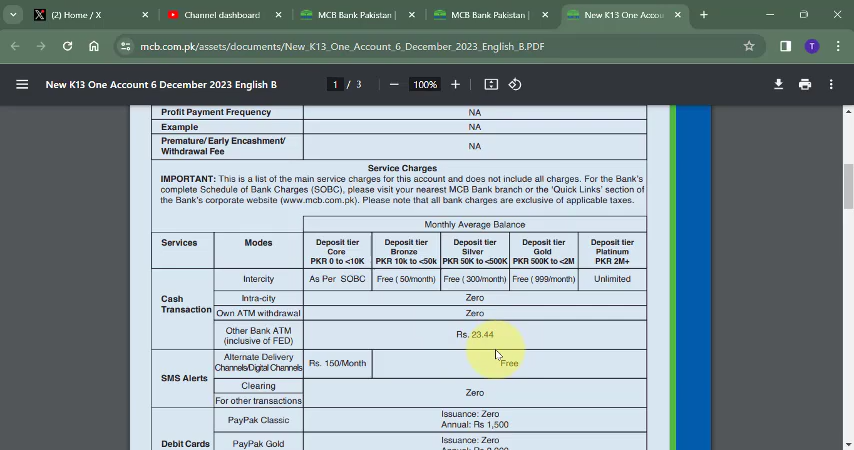 (2) Home / X
Channel dashboard
MCB Bank Pakistan |
MCB Bank Pakistan |
New K13 One Accou
mcb.com.pk/assets/documents/New_K13_One_Account_6_December_2023_English_B.PDF
T
New K13 One Account 6 December 2023 English B
1 / 3
100%
Profit Payment Frequency NA
Example NA
Premature/Early Encashment/
Withdrawal Fee NA
Service Charges
IMPORTANT: This is a list of the main service charges for this account and does not include all charges. For the Bank's
complete Schedule of Bank Charges (SOBC), please visit your nearest MCB Bank branch or the 'Quick Links' section of
the Bank's corporate website (www.mcb.com.pk). Please note that all bank charges are exclusive of applicable taxes.
Monthly Average Balance
Services Modes
Deposit tier Core PKR 0 to <10K
Deposit tier Bronze PKR 10k to <50k
Deposit tier Silver PKR 50K to <500K
Deposit tier Gold PKR 500K to <2M
Deposit tier Platinum PKR 2M+
Cash Transaction
Intercity As Per SOBC Free ( 50/month) Free ( 300/month) Free ( 999/month) Unlimited
Intra-city Zero
Own ATM withdrawal Zero
Other Bank ATM (inclusive of FED) Rs. 23.44
SMS Alerts
Alternate Delivery Channels/Digital Channels Rs. 150/Month Free
Clearing
For other transactions
Zero
Debit Cards
PayPak Classic
Issuance: Zero
Annual: Rs 1,500
PayPak Gold
Issuance: Zero